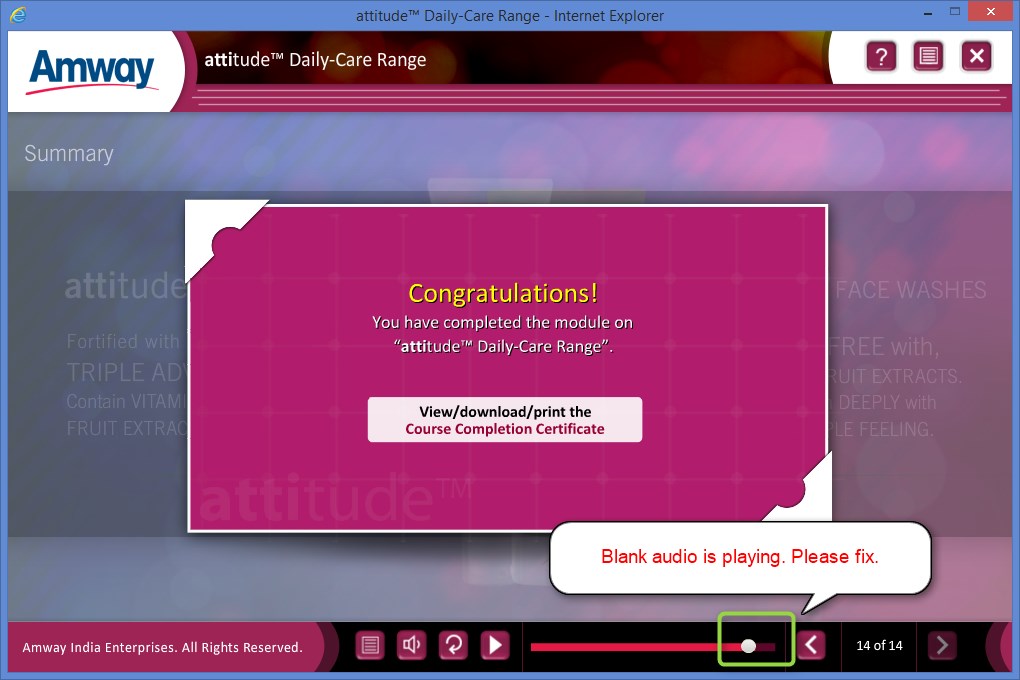 attitude™ Daily-Care Range - Internet Explorer
Amway
attitude™ Daily-Care Range
?
Summary
attitude
FACE WASHES
Fortified with
TRIPLE AD
Contain VITAMI
FRUIT EXTRAC
FREE with,
RUIT EXTRACTS.
DEEPLY with
PLE FEELING.
Congratulations!
You have completed the module on
“attitude™ Daily-Care Range”.
View/download/print the
Course Completion Certificate
attitude™
Blank audio is playing. Please fix.
Amway India Enterprises. All Rights Reserved.
14 of 14